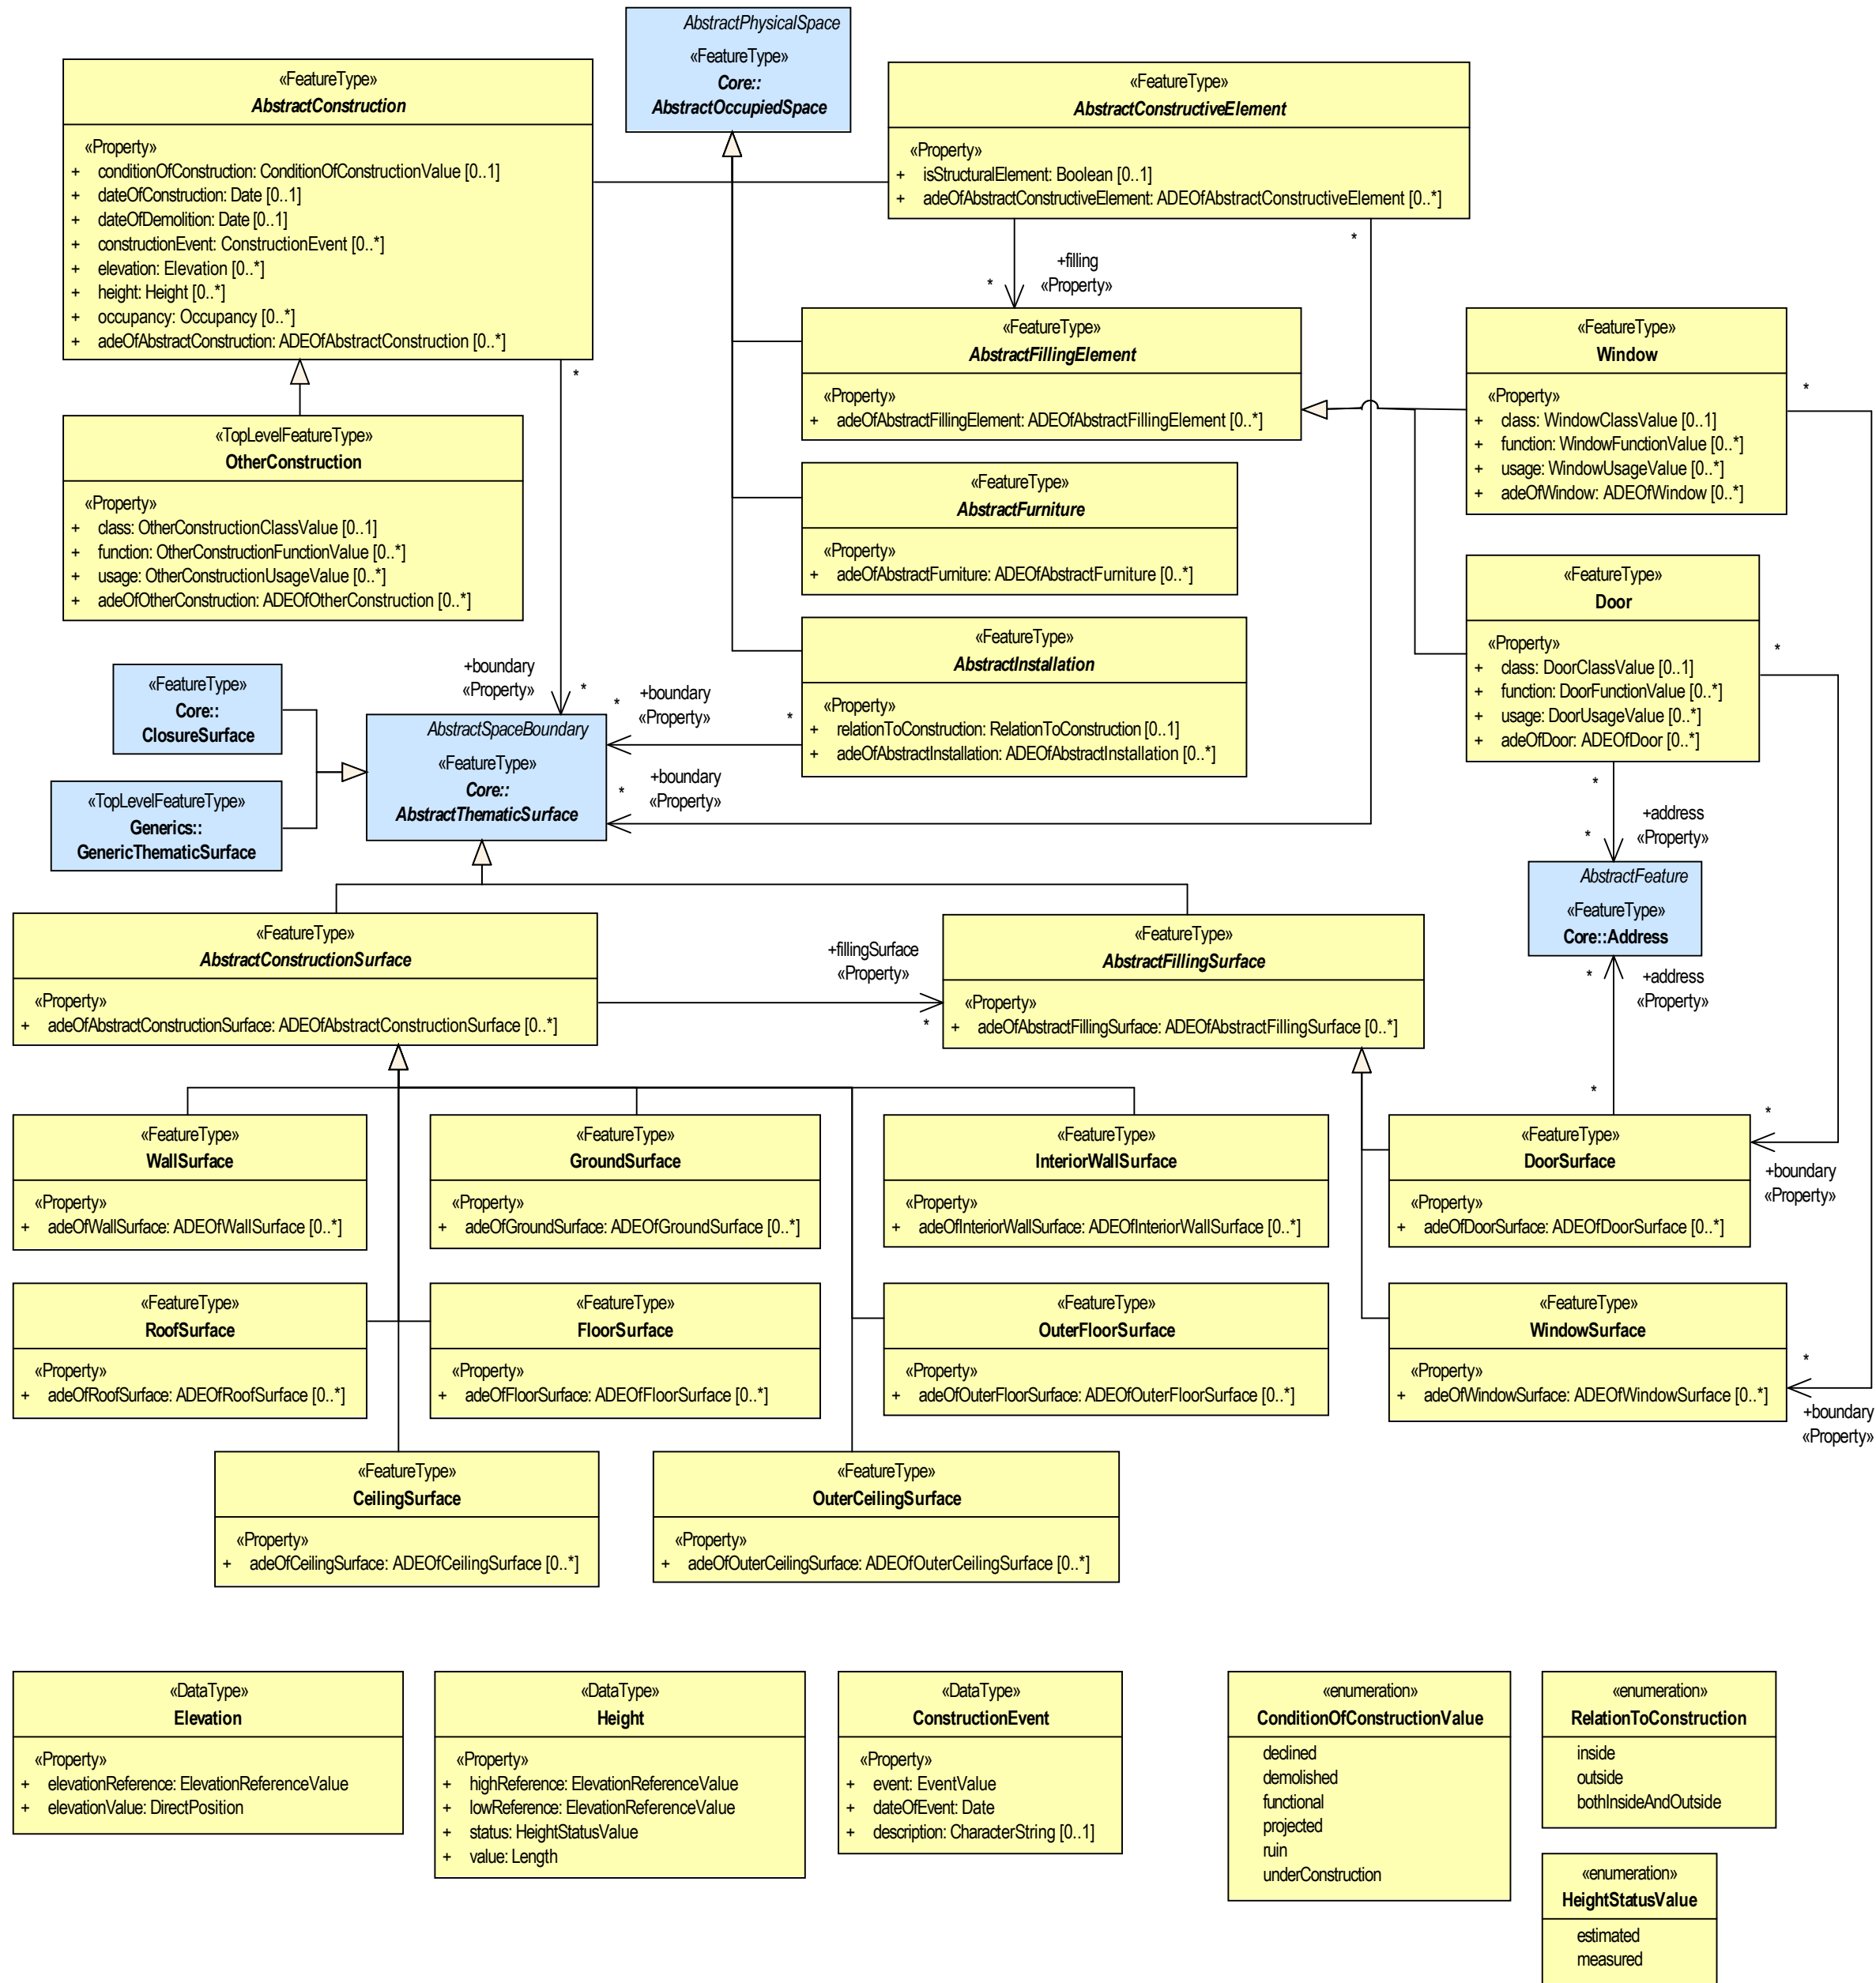 AbstractPhysicalSpace
«FeatureType»
Core::
AbstractOccupiedSpace
«FeatureType»
AbstractConstruction
«Property»
+ conditionOfConstruction: ConditionOfConstructionValue [0..1]
+ dateOfConstruction: Date [0..1]
+ dateOfDemolition: Date [0..1]
+ constructionEvent: ConstructionEvent [0..*]
+ elevation: Elevation [0..*]
+ height: Height [0..*]
+ occupancy: Occupancy [0..*]
+ adeOfAbstractConstruction: ADEOfAbstractConstruction [0..*]
«FeatureType»
AbstractConstructiveElement
«Property»
+ isStructuralElement: Boolean [0..1]
+ adeOfAbstractConstructiveElement: ADEOfAbstractConstructiveElement [0..*]
*
+filling
* «Property»
*
«FeatureType»
AbstractFillingElement
«Property»
+ adeOfAbstractFillingElement: ADEOfAbstractFillingElement [0..*]
«FeatureType»
Window
«Property»
+ class: WindowClassValue [0..1]
+ function: WindowFunctionValue [0..*]
+ usage: WindowUsageValue [0..*]
+ adeOfWindow: ADEOfWindow [0..*]
*
«TopLevelFeatureType»
OtherConstruction
«Property»
+ class: OtherConstructionClassValue [0..1]
+ function: OtherConstructionFunctionValue [0..*]
+ usage: OtherConstructionUsageValue [0..*]
+ adeOfOtherConstruction: ADEOfOtherConstruction [0..*]
«FeatureType»
AbstractFurniture
«Property»
+ adeOfAbstractFurniture: ADEOfAbstractFurniture [0..*]
«FeatureType»
Door
«Property»
+ class: DoorClassValue [0..1]
+ function: DoorFunctionValue [0..*]
+ usage: DoorUsageValue [0..*]
+ adeOfDoor: ADEOfDoor [0..*]
*
«FeatureType»
AbstractInstallation
«Property»
+ relationToConstruction: RelationToConstruction [0..1]
+ adeOfAbstractInstallation: ADEOfAbstractInstallation [0..*]
+boundary
«Property» *
* +boundary
«Property» *
+boundary
* «Property»
«FeatureType»
Core::
ClosureSurface
«TopLevelFeatureType»
Generics::
GenericThematicSurface
AbstractSpaceBoundary
«FeatureType»
Core::
AbstractThematicSurface
*
+address
* «Property»
AbstractFeature
«FeatureType»
Core::Address
* +address
«Property»
*
«FeatureType»
AbstractConstructionSurface
«Property»
+ adeOfAbstractConstructionSurface: ADEOfAbstractConstructionSurface [0..*]
+fillingSurface
«Property»
*
«FeatureType»
AbstractFillingSurface
«Property»
+ adeOfAbstractFillingSurface: ADEOfAbstractFillingSurface [0..*]
«FeatureType»
WallSurface
«Property»
+ adeOfWallSurface: ADEOfWallSurface [0..*]
«FeatureType»
GroundSurface
«Property»
+ adeOfGroundSurface: ADEOfGroundSurface [0..*]
«FeatureType»
InteriorWallSurface
«Property»
+ adeOfInteriorWallSurface: ADEOfInteriorWallSurface [0..*]
«FeatureType»
DoorSurface
«Property»
+ adeOfDoorSurface: ADEOfDoorSurface [0..*]
*
+boundary
«Property»
«FeatureType»
RoofSurface
«Property»
+ adeOfRoofSurface: ADEOfRoofSurface [0..*]
«FeatureType»
FloorSurface
«Property»
+ adeOfFloorSurface: ADEOfFloorSurface [0..*]
«FeatureType»
OuterFloorSurface
«Property»
+ adeOfOuterFloorSurface: ADEOfOuterFloorSurface [0..*]
«FeatureType»
WindowSurface
«Property»
+ adeOfWindowSurface: ADEOfWindowSurface [0..*]
*
+boundary
«Property»
«FeatureType»
CeilingSurface
«Property»
+ adeOfCeilingSurface: ADEOfCeilingSurface [0..*]
«FeatureType»
OuterCeilingSurface
«Property»
+ adeOfOuterCeilingSurface: ADEOfOuterCeilingSurface [0..*]
«DataType»
Elevation
«Property»
+ elevationReference: ElevationReferenceValue
+ elevationValue: DirectPosition
«DataType»
Height
«Property»
+ highReference: ElevationReferenceValue
+ lowReference: ElevationReferenceValue
+ status: HeightStatusValue
+ value: Length
«DataType»
ConstructionEvent
«Property»
+ event: EventValue
+ dateOfEvent: Date
+ description: CharacterString [0..1]
«enumeration»
ConditionOfConstructionValue
declined
demolished
functional
projected
ruin
underConstruction
«enumeration»
RelationToConstruction
inside
outside
bothInsideAndOutside
«enumeration»
HeightStatusValue
estimated
measured